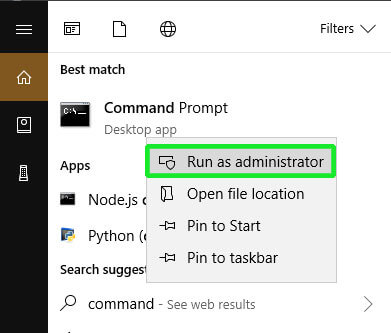 Filters
Best match
Command Prompt
Desktop app
Run as administrator
Apps
Open file location
Node.js
Pin to Start
Python
Pin to taskbar
Search suggest
command - See web results